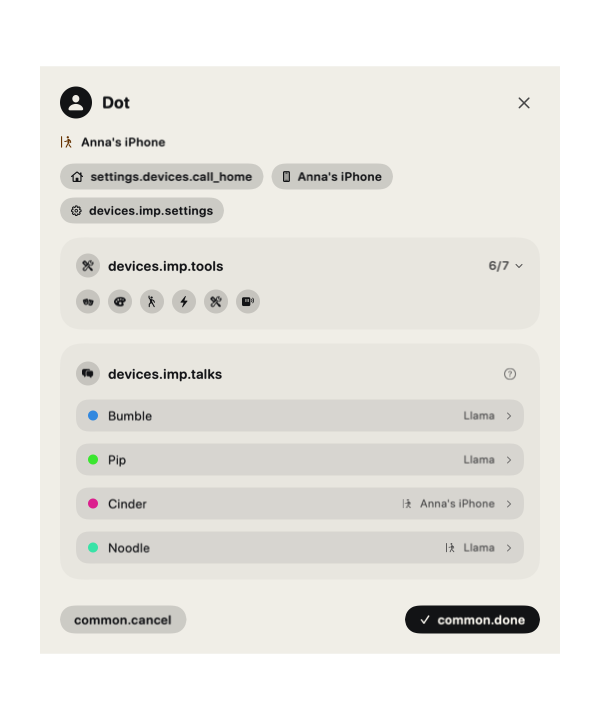 Dot
Anna's iPhone
settings.devices.call_home
Anna's iPhone
devices.imp.settings
devices.imp.tools
6/7
devices.imp.talks
Bumble
Llama
Pip
Llama
Cinder
Anna's iPhone
Noodle
Llama
common.cancel
common.done